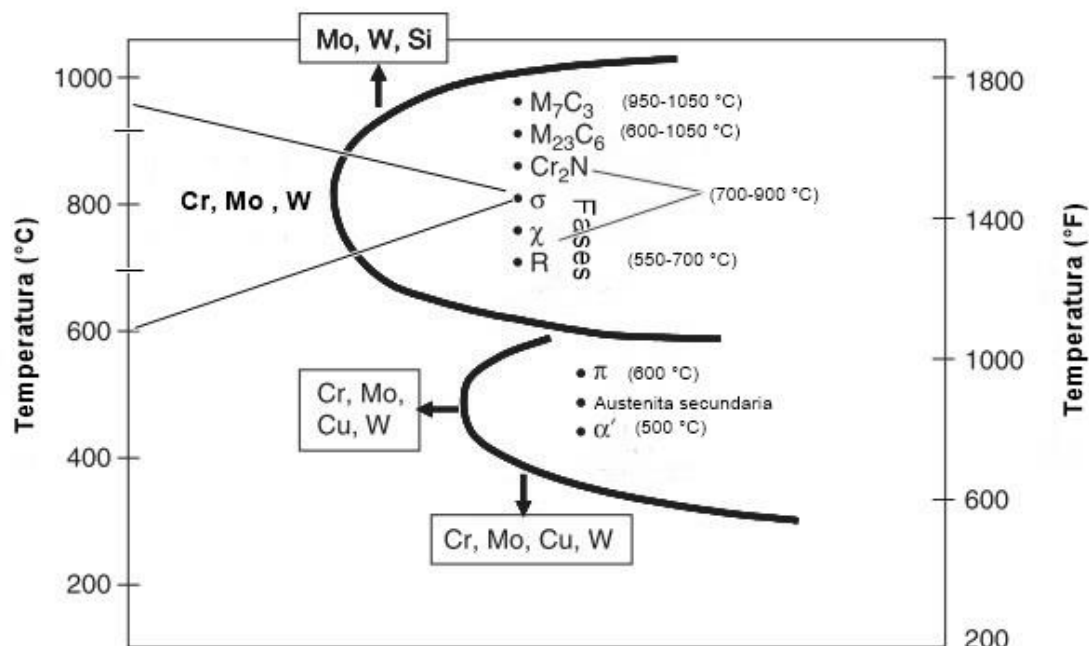 Mo, W, Si
1000
1800
M₇C₃ (950-1050 °C)
M₂₃C₆ (600-1050 °C)
Cr₂N
(700-900 °C)
Cr, Mo , W
800
σ
1400
χ
R (550-700 °C)
Fases
Temperatura (°C)
Temperatura (°F)
600
1000
π (600 °C)
Cr, Mo,
Cu, W
Austenita secundaria
α′ (500 °C)
400
600
Cr, Mo, Cu, W
200
200